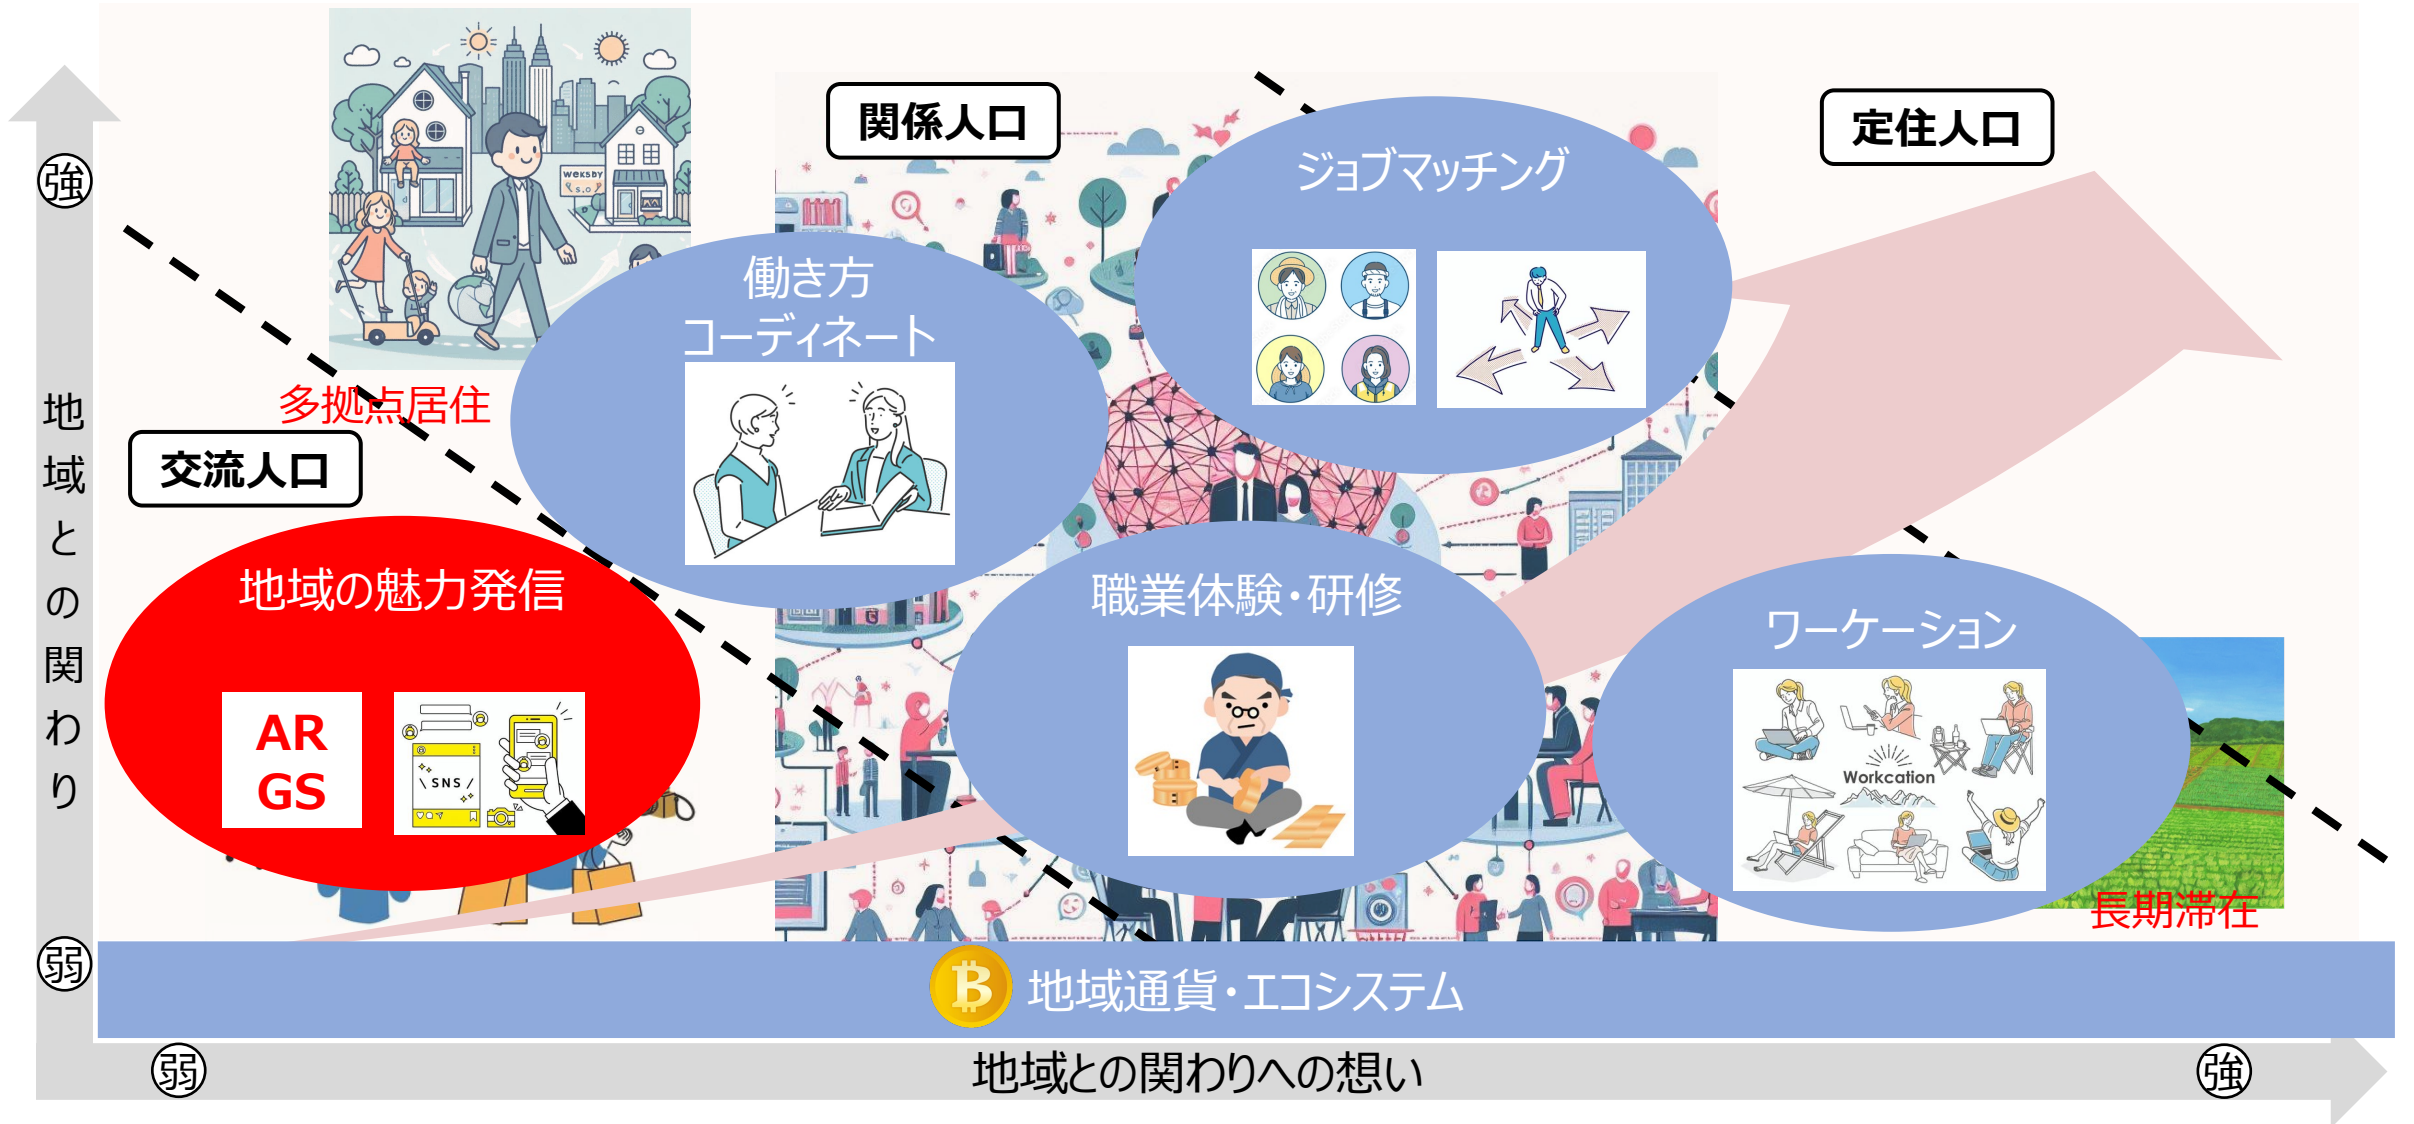 関係人口
定住人口
ジョブマッチング
強
WEKSBY
S.O
働き方
コーディネート
多拠点居住
交流人口
地域との関わり
地域の魅力発信
AR
GS
SNS
職業体験・研修
ワーケーション
Workcation
長期滞在
弱
B
地域通貨・エコシステム
弱
地域との関わりへの想い
強